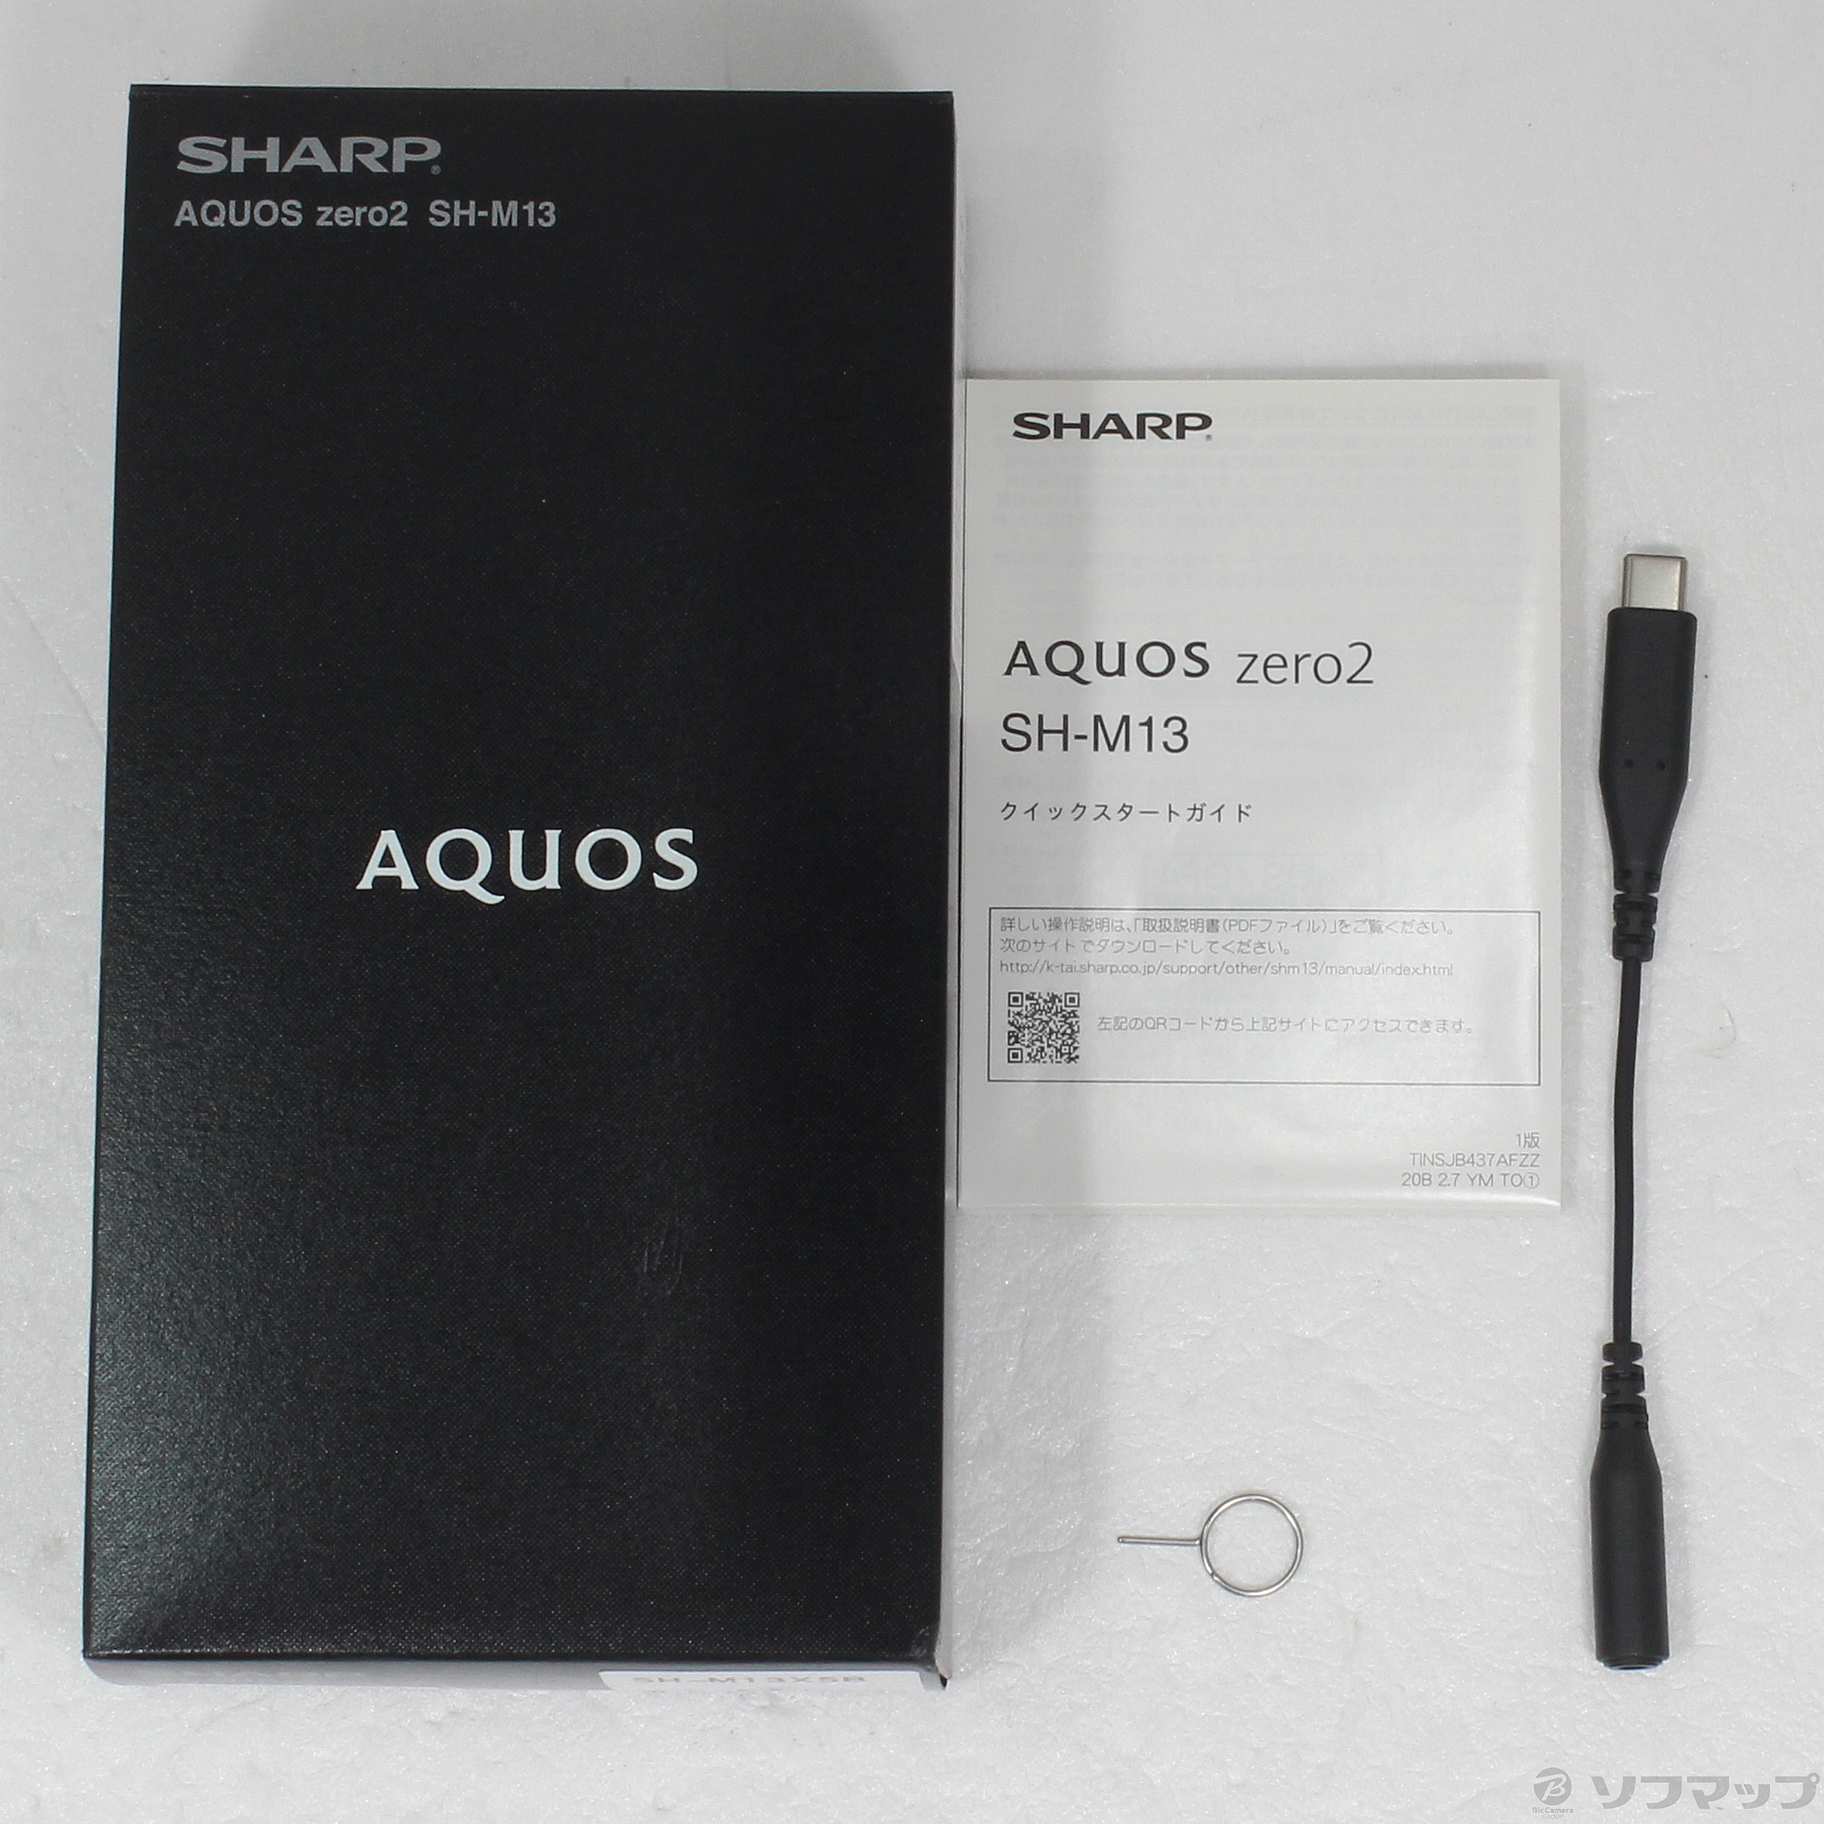 SHARP®
AQUOS zero2 SH-M13
AQUOS
SHARP®
AQUOS zero2
SH-M13
クイックスタートガイド
詳しい操作説明は、「取扱説明書(PDFファイル)」をご覧ください。
次のサイトでダウンロードしてください。
http://k-tai.sharp.co.jp/support/other/shm13/manual/index.html
左記のQRコードから上記サイトにアクセスできます。
1版
TINSJB437AFZZ
20B 2.7 YM TO①
SH-M13XSB
B
BicCamera
GROUP
ソフマップ